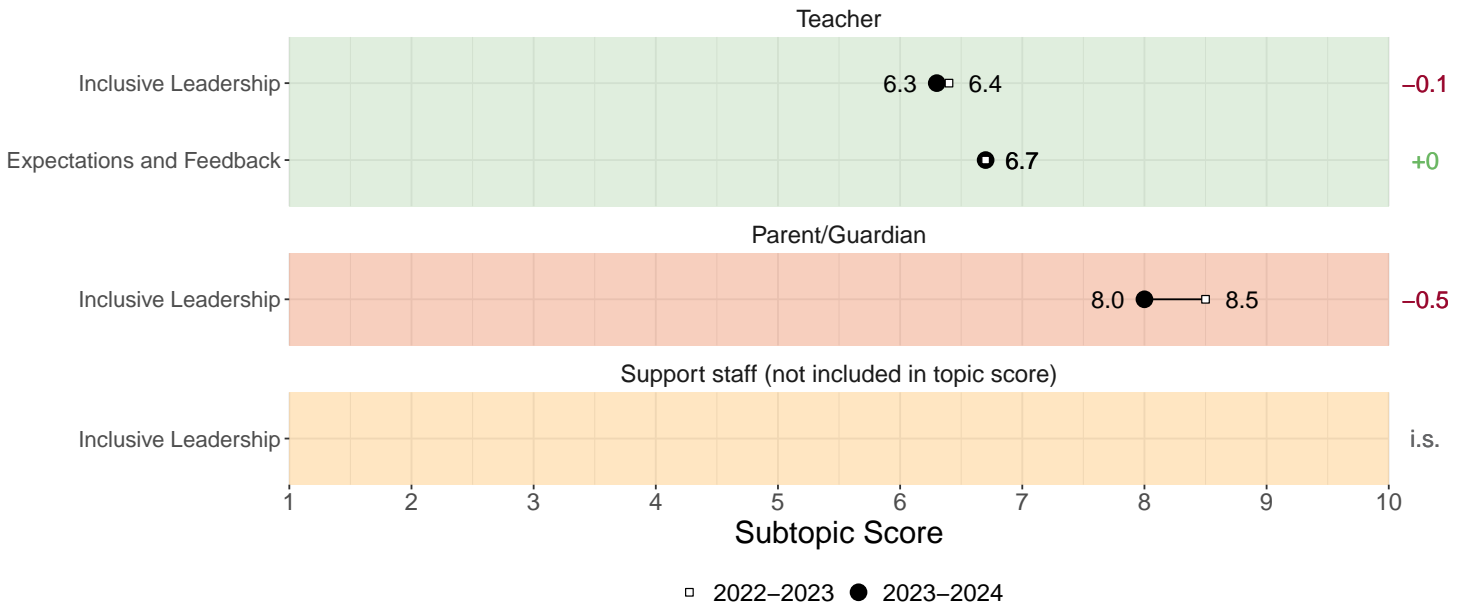 Teacher
Inclusive Leadership 6.3 6.4 −0.1
Expectations and Feedback 6.7 +0
Parent/Guardian
Inclusive Leadership 8.0 8.5 −0.5
Support staff (not included in topic score)
Inclusive Leadership i.s.
1 2 3 4 5 6 7 8 9 10
Subtopic Score
2022−2023 2023−2024